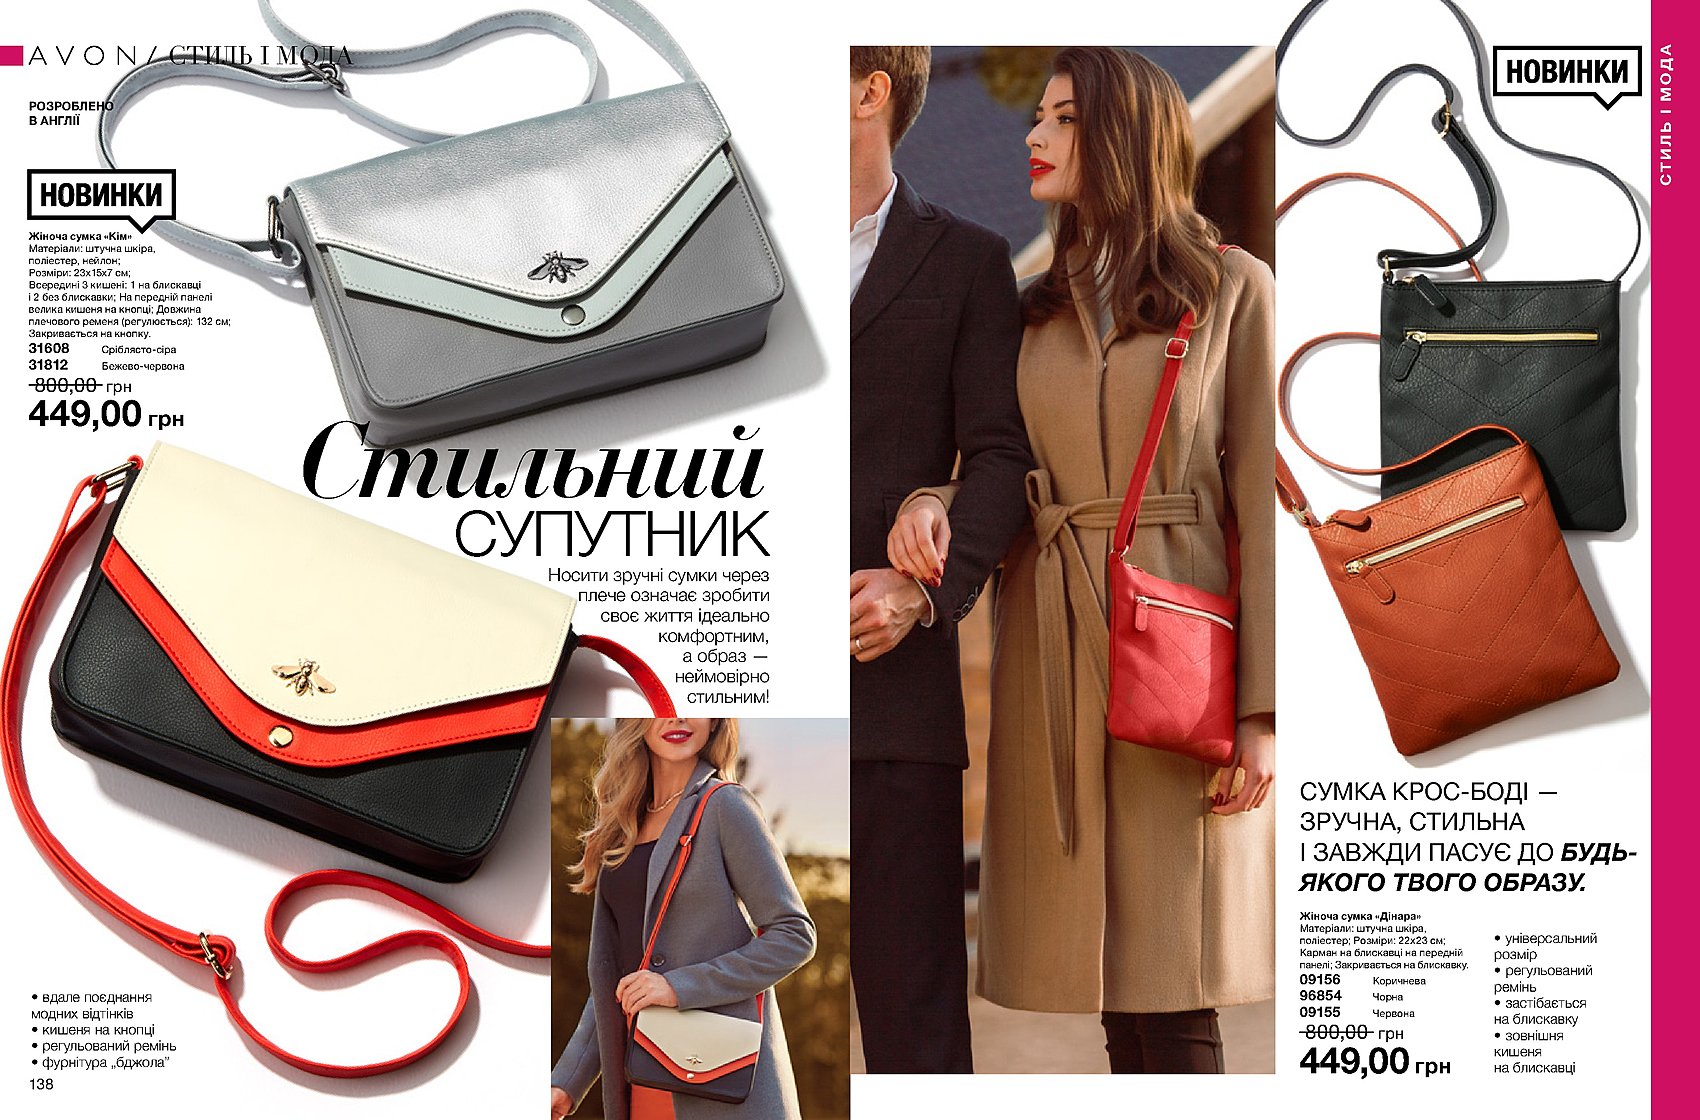 AVON / СТИЛЬ І МОДА
РОЗРОБЛЕНО
В АНГЛІЇ
НОВИНКИ
Жіноча сумка «Кім»
Матеріали: штучна шкіра,
поліестер, нейлон;
Розміри: 23х15х7 см;
Всередині 3 кишені: 1 на блискавці
і 2 без блискавки; На передній панелі
велика кишеня на кнопці; Довжина
плечового ременя (регулюється): 132 см;
Закривається на кнопку.
31608 Сріблясто-сіра
31812 Бежево-червона
800,00 грн
449,00 грн
Стильний
СУПУТНИК
Носити зручні сумки через
плече означає зробити
своє життя ідеально
комфортним,
а образ —
неймовірно
стильним!
• вдале поєднання
модних відтінків
• кишеня на кнопці
• регульований ремінь
• фурнітура „бджола”
138
НОВИНКИ
СТИЛЬ І МОДА
СУМКА КРОС-БОДІ —
ЗРУЧНА, СТИЛЬНА
І ЗАВЖДИ ПАСУЄ ДО БУДЬ-
ЯКОГО ТВОГО ОБРАЗУ.
Жіноча сумка «Дінара»
Матеріали: штучна шкіра,
поліестер; Розміри: 22х23 см;
Карман на блискавці на передній
панелі; Закривається на блискавку.
09156 Коричнева
96854 Чорна
09155 Червона
800,00 грн
449,00 грн
• універсальний
розмір
• регульований
ремінь
• застібається
на блискавку
• зовнішня
кишеня
на блискавці